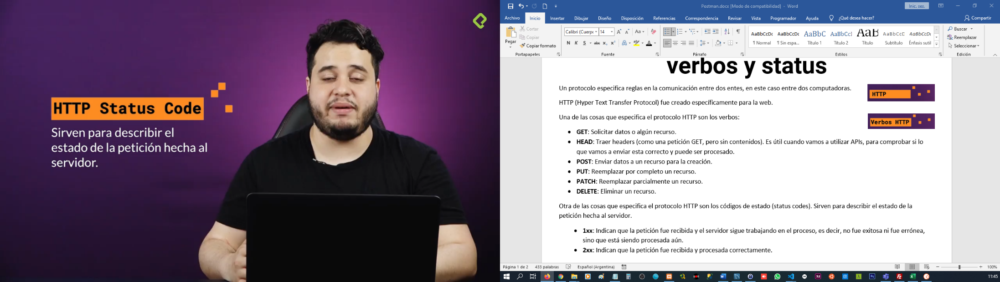 HTTP Status Code
Sirven para describir el
estado de la petición hecha al
servidor.
Postman.docx [Modo de compatibilidad] - Word
Inic. ses.
Archivo Inicio Insertar Dibujar Diseño Disposición Referencias Correspondencia Revisar Vista Programador Ayuda ¿Qué desea hacer? Compartir
Pegar
Cortar
Copiar
Copiar formato
Portapapeles
Calibri (Cuerpo 14
N K S abc x₂ x²
Aa
Fuente
Párrafo
AaBbCcDc AaBbCcDc AaBbC AaBbCcI AaB AaBbCcD AaBbCcDc
¶ Normal ¶ Sin espa... Título 1 Título 2 Título Subtítulo Énfasis sutil
Estilos
Buscar
Reemplazar
Seleccionar
Edición
verbos y status
Un protocolo especifica reglas en la comunicación entre dos entes, en este caso entre dos computadoras.
HTTP
HTTP (Hyper Text Transfer Protocol) fue creado específicamente para la web.
Una de las cosas que especifica el protocolo HTTP son los verbos:
Verbos HTTP
• GET: Solicitar datos o algún recurso.
• HEAD: Traer headers (como una petición GET, pero sin contenidos). Es útil cuando vamos a utilizar APIs, para comprobar si lo
que vamos a enviar esta correcto y puede ser procesado.
• POST: Enviar datos a un recurso para la creación.
• PUT: Reemplazar por completo un recurso.
• PATCH: Reemplazar parcialmente un recurso.
• DELETE: Eliminar un recurso.
Otra de las cosas que especifica el protocolo HTTP son los códigos de estado (status codes). Sirven para describir el estado de la
petición hecha al servidor.
• 1xx: Indican que la petición fue recibida y el servidor sigue trabajando en el proceso, es decir, no fue exitosa ni fue errónea,
sino que está siendo procesada aún.
• 2xx: Indican que la petición fue recibida y procesada correctamente.
Página 1 de 2 433 palabras Español (Argentina) 100%
11:45